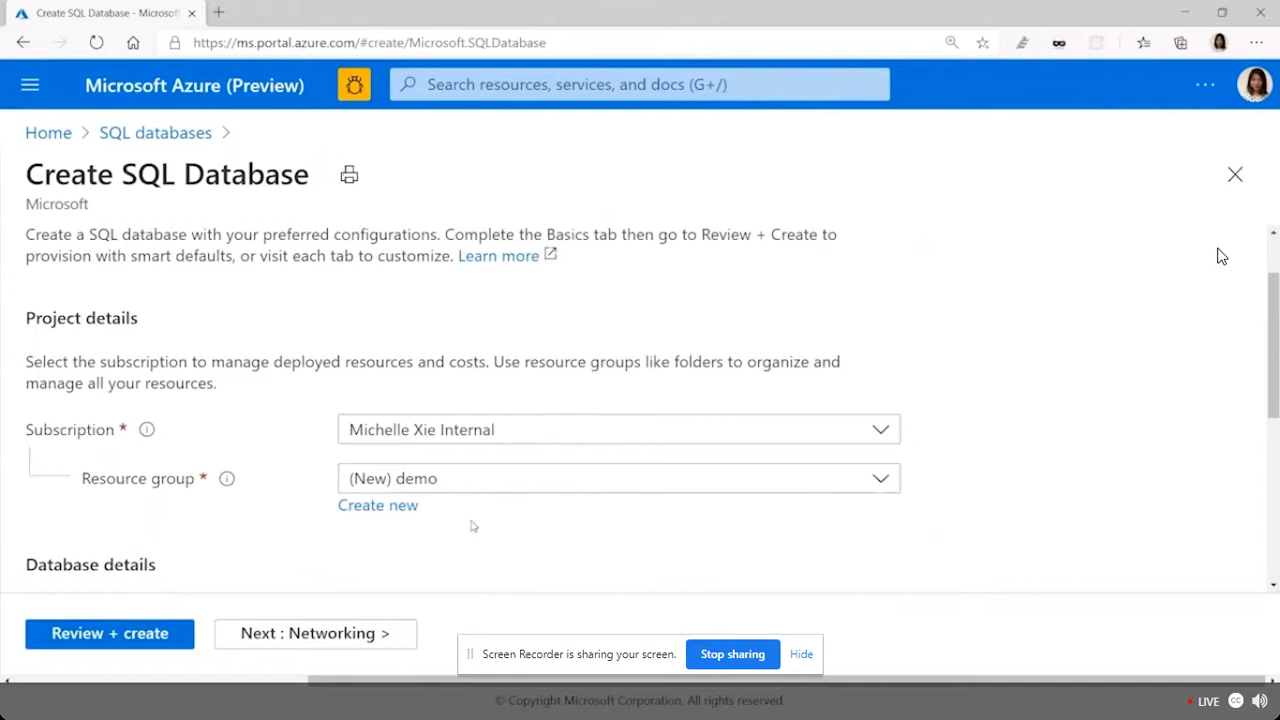 Create SQL Database - Microsof
https://ms.portal.azure.com/#create/Microsoft.SQLDatabase
Microsoft Azure (Preview)
Search resources, services, and docs (G+/)
Home > SQL databases >
Create SQL Database
Microsoft
Create a SQL database with your preferred configurations. Complete the Basics tab then go to Review + Create to
provision with smart defaults, or visit each tab to customize. Learn more
Project details
Select the subscription to manage deployed resources and costs. Use resource groups like folders to organize and
manage all your resources.
Subscription *
Michelle Xie Internal
Resource group *
(New) demo
Create new
Database details
Review + create
Next : Networking >
Screen Recorder is sharing your screen.
Stop sharing
Hide
© Copyright Microsoft Corporation. All rights reserved.
LIVE
CC